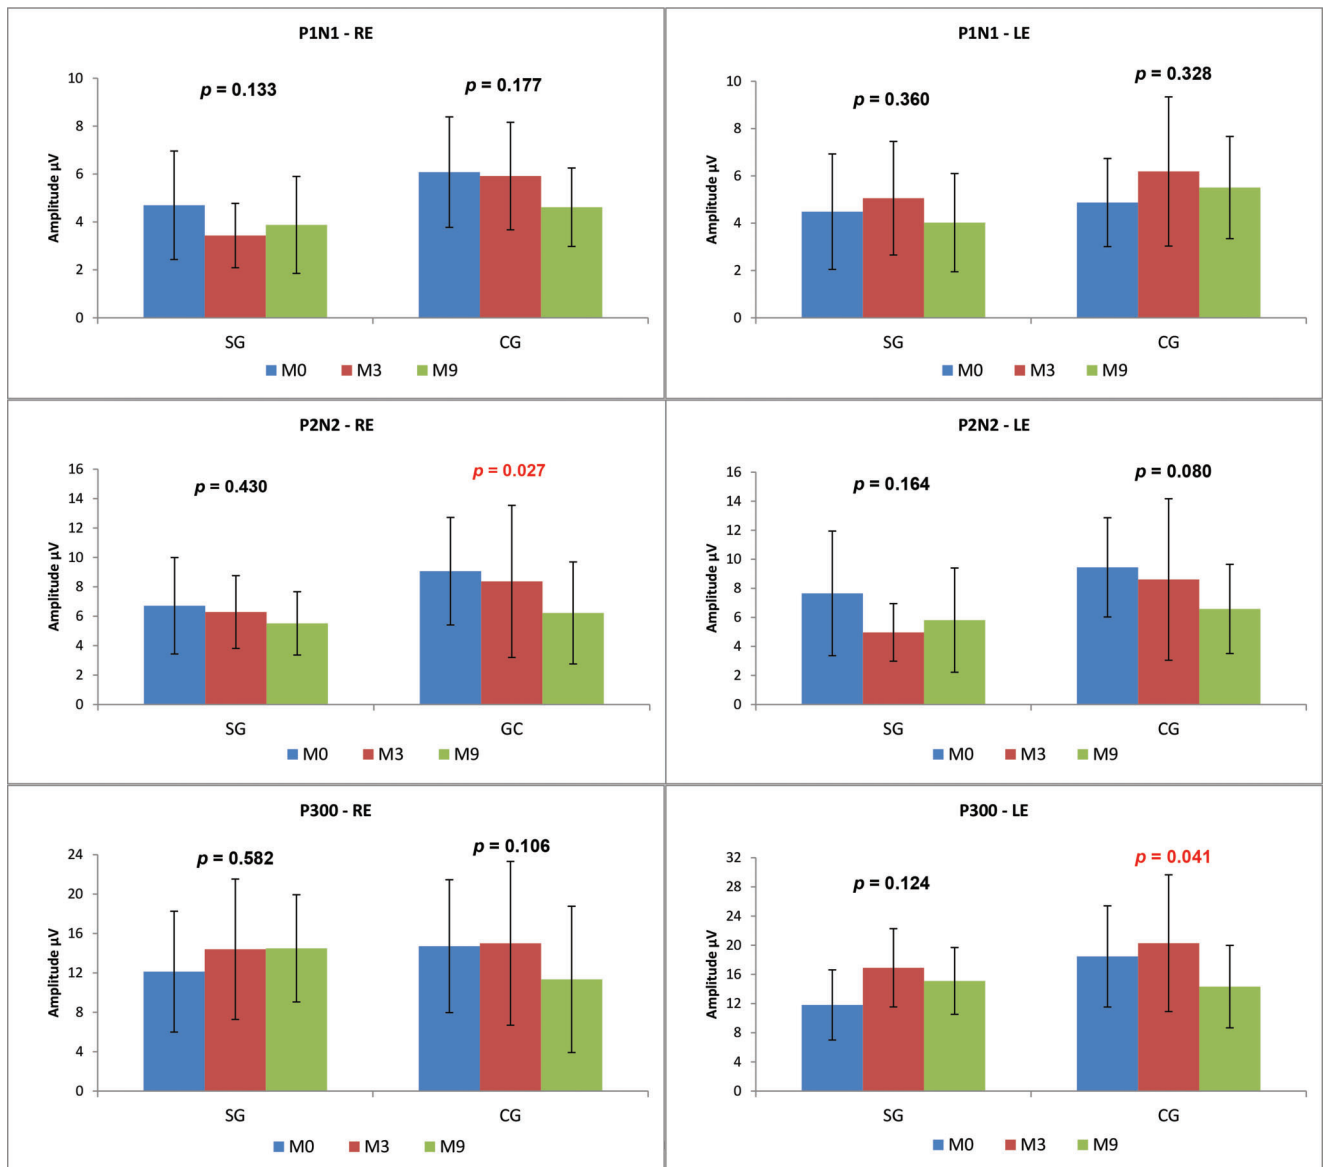 P1N1 - RE
10
8
6
4
2
0
Amplitude µV
p = 0.133
p = 0.177
SG
CG
M0 M3 M9
P1N1 - LE
10
8
6
4
2
0
Amplitude µV
p = 0.360
p = 0.328
SG
CG
M0 M3 M9
P2N2 - RE
16
14
12
10
8
6
4
2
0
Amplitude µV
p = 0.430
p = 0.027
SG
GC
M0 M3 M9
P2N2 - LE
16
14
12
10
8
6
4
2
0
Amplitude µV
p = 0.164
p = 0.080
SG
CG
M0 M3 M9
P300 - RE
24
20
16
12
8
4
0
Amplitude µV
p = 0.582
p = 0.106
SG
CG
M0 M3 M9
P300 - LE
32
28
24
20
16
12
8
4
0
Amplitude µV
p = 0.124
p = 0.041
SG
CG
M0 M3 M9